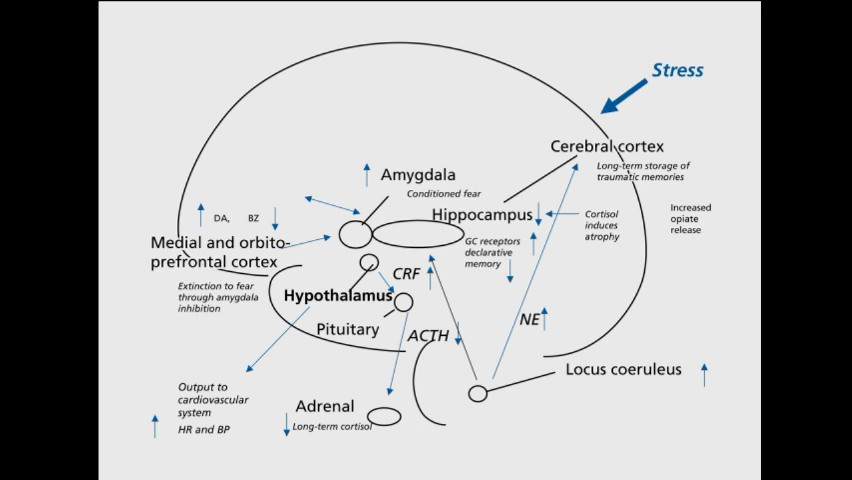 Stress
Cerebral cortex
Long-term storage of
traumatic memories
Amygdala
Conditioned fear
DA, BZ
Hippocampus
Cortisol
induces
atrophy
Increased
opiate
release
Medial and orbito-
prefrontal cortex
GC receptors
declarative
memory
Extinction to fear
through amygdala
inhibition
CRF
Hypothalamus
Pituitary
ACTH
NE
Locus coeruleus
Output to
cardiovascular
system
HR and BP
Adrenal
Long-term cortisol